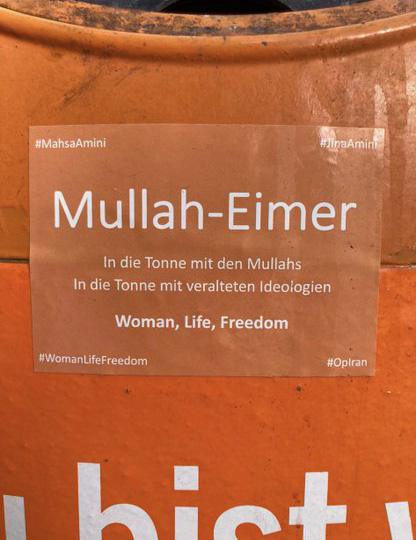 #MahsaAmini #JinaAmini
Mullah-Eimer
In die Tonne mit den Mullahs
In die Tonne mit veralteten Ideologien
Woman, Life, Freedom
#WomanLifeFreedom #OpIran
bist